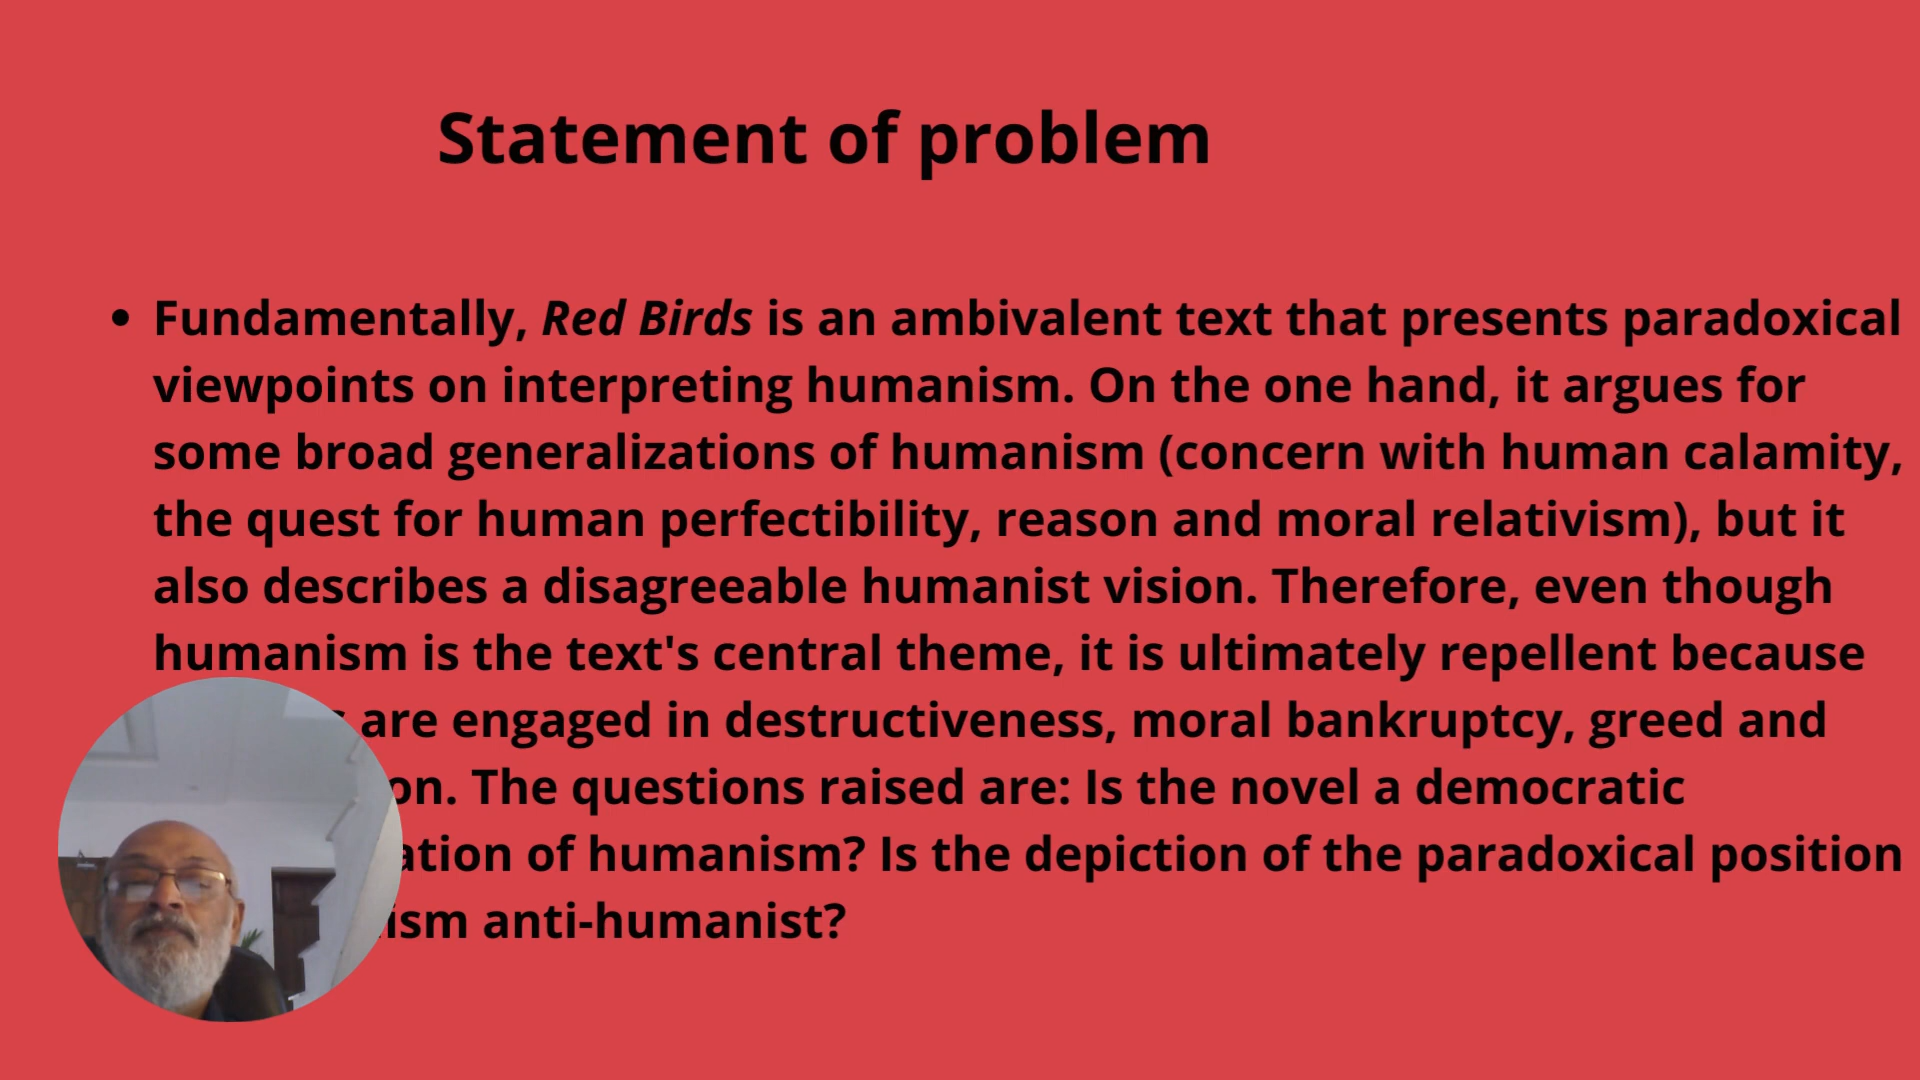 Statement of problem
• Fundamentally, Red Birds is an ambivalent text that presents paradoxical
viewpoints on interpreting humanism. On the one hand, it argues for
some broad generalizations of humanism (concern with human calamity,
the quest for human perfectibility, reason and moral relativism), but it
also describes a disagreeable humanist vision. Therefore, even though
humanism is the text's central theme, it is ultimately repellent because
are engaged in destructiveness, moral bankruptcy, greed and
The questions raised are: Is the novel a democratic
of humanism? Is the depiction of the paradoxical position
anti-humanist?